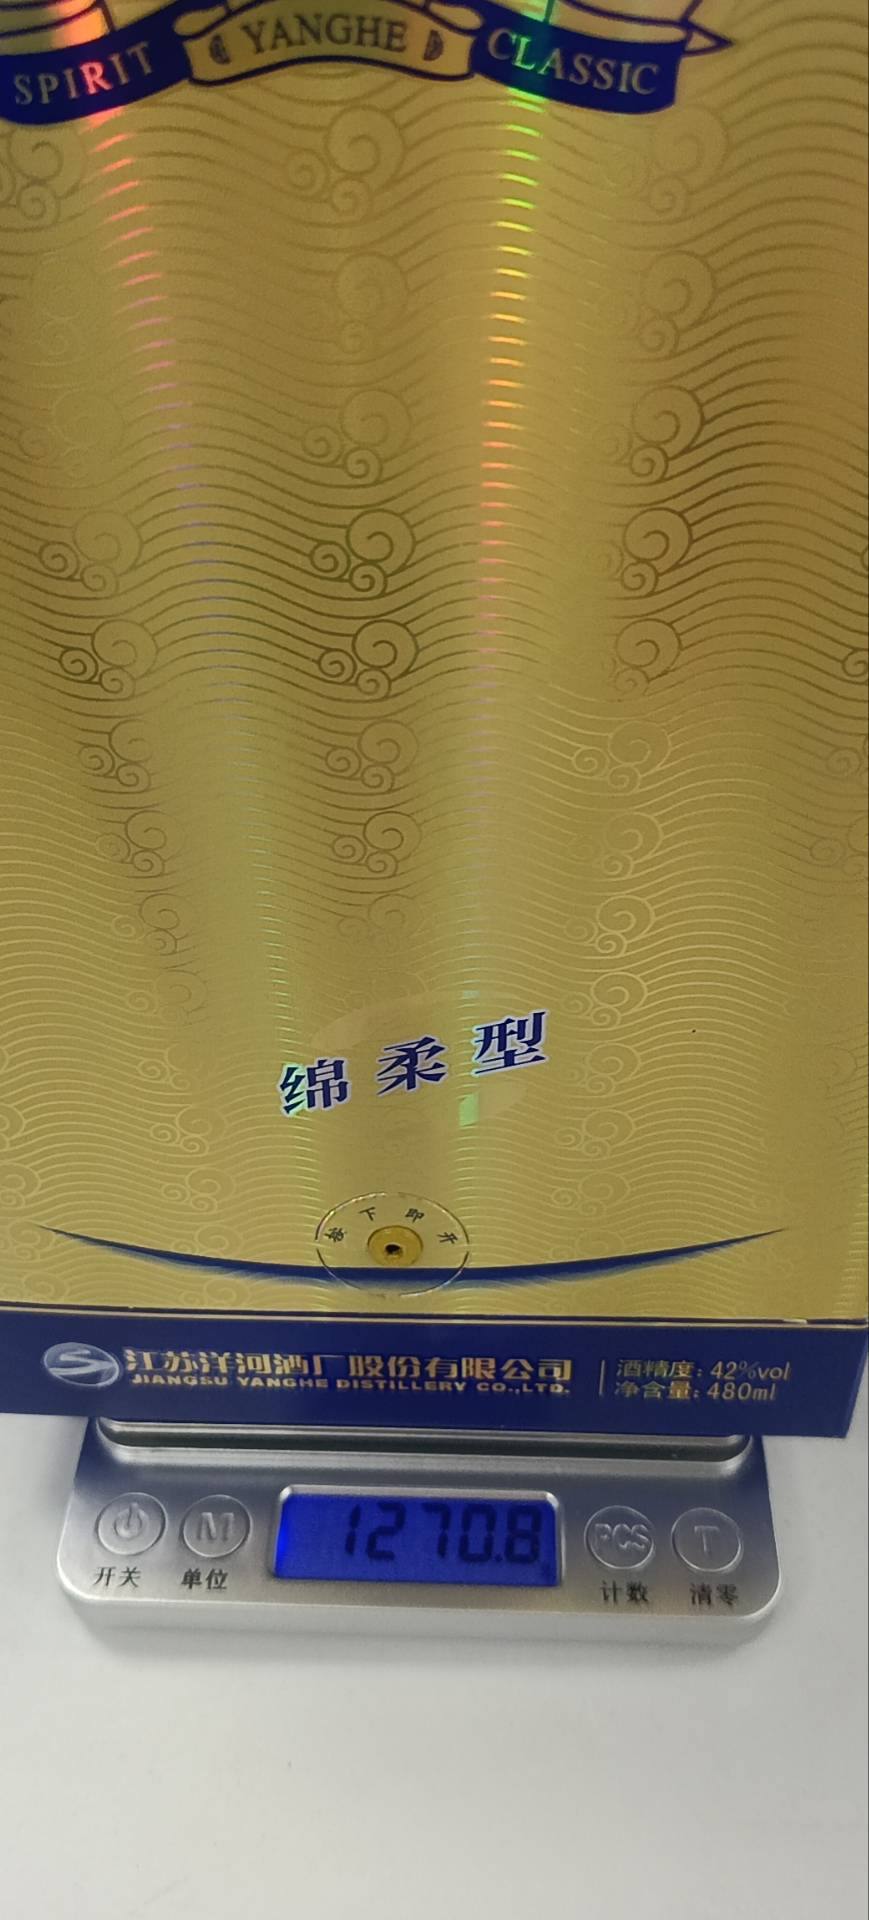 SPIRIT YANGHE CLASSIC
绵柔型
按下即开
江苏洋河酒厂股份有限公司
JIANGSU YANGHE DISTILLERY CO.,LTD.
酒精度: 42%vol
净含量: 480ml
1270.8
M
PCS
T
开关
单位
计数
清零